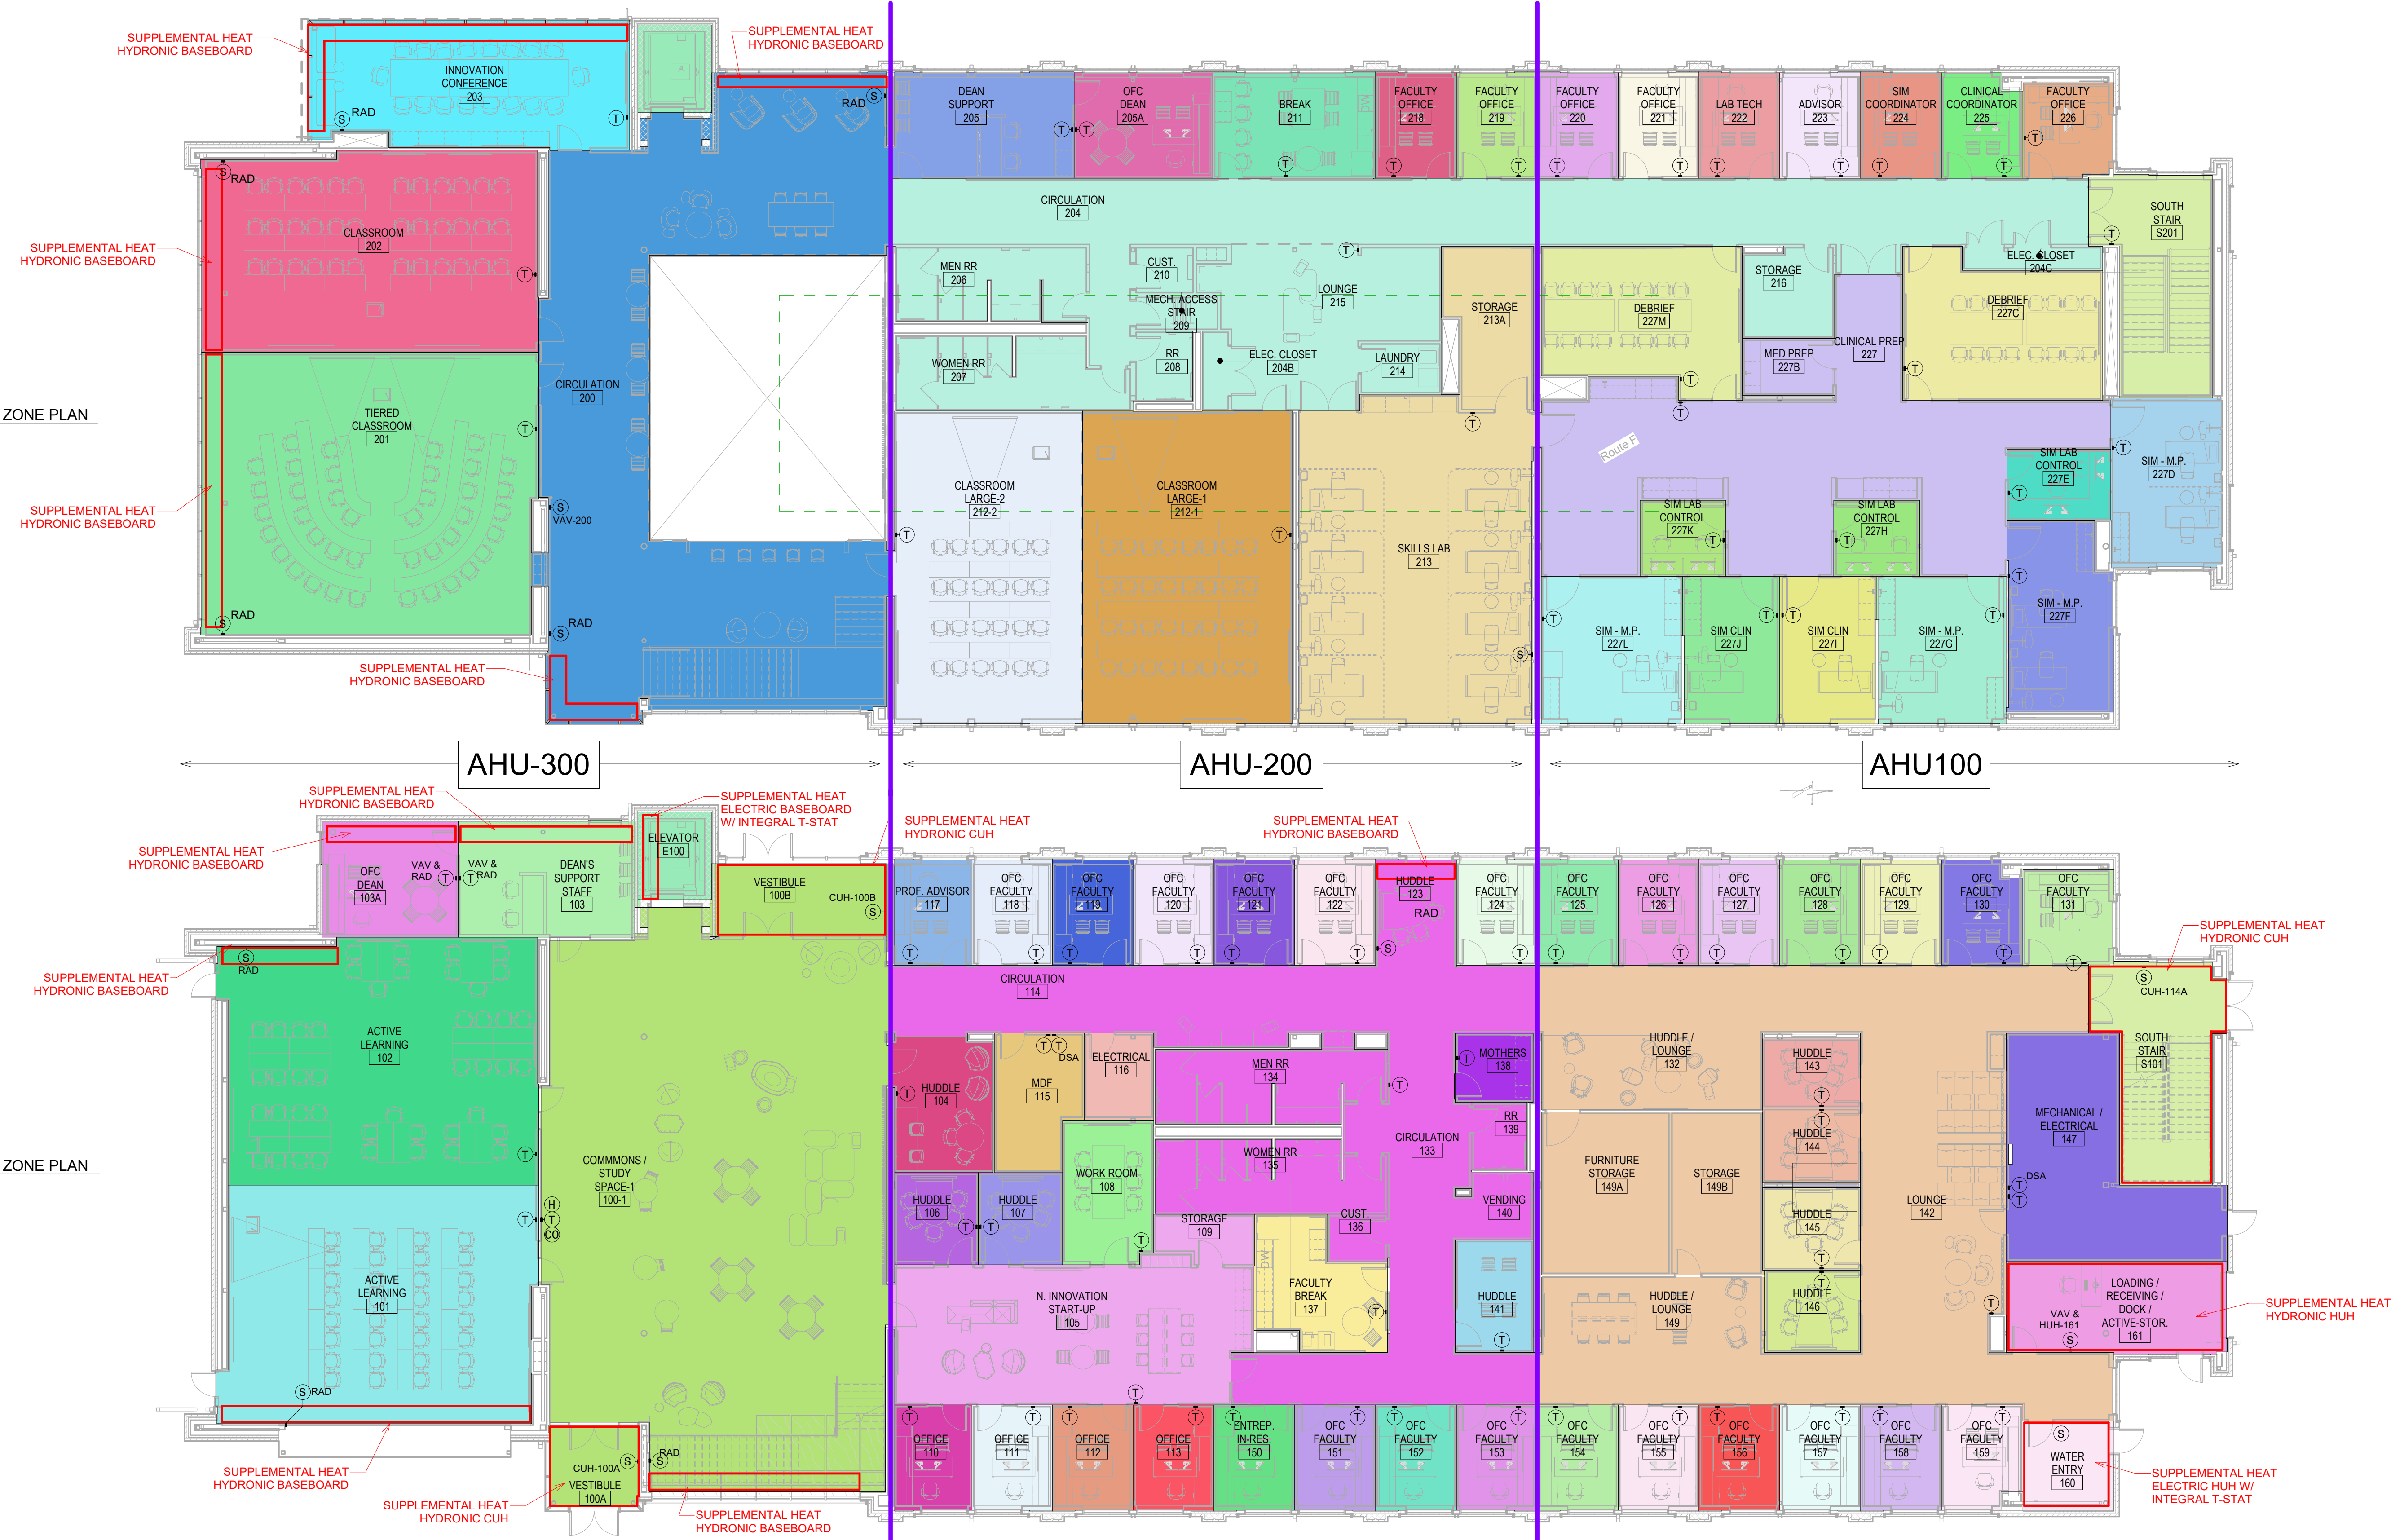 SUPPLEMENTAL HEAT
HYDRONIC BASEBOARD
INNOVATION
CONFERENCE
203
RAD
S
T
SUPPLEMENTAL HEAT
HYDRONIC BASEBOARD
RAD
S
DEAN
SUPPORT
205
T
T
OFC
DEAN
205A
BREAK
211
T
DW
FACULTY
OFFICE
218
T
FACULTY
OFFICE
219
T
FACULTY
OFFICE
220
T
FACULTY
OFFICE
221
T
LAB TECH
222
T
ADVISOR
223
T
SIM
COORDINATOR
224
T
CLINICAL
COORDINATOR
225
T
FACULTY
OFFICE
226
T
S
RAD
CLASSROOM
202
T
SUPPLEMENTAL HEAT
HYDRONIC BASEBOARD
CIRCULATION
204
SOUTH
STAIR
S201
T
MEN RR
206
CUST.
210
MECH. ACCESS
STAIR
209
LOUNGE
215
T
STORAGE
213A
DEBRIEF
227M
T
STORAGE
216
ELEC. CLOSET
204C
DEBRIEF
227C
T
CLINICAL PREP
227
MED PREP
227B
WOMEN RR
207
RR
208
ELEC. CLOSET
204B
LAUNDRY
214
ZONE PLAN
TIERED
CLASSROOM
201
T
CIRCULATION
200
T
T
Route F
SIM LAB
CONTROL
227E
T
T
SIM - M.P.
227D
SUPPLEMENTAL HEAT
HYDRONIC BASEBOARD
S
VAV-200
CLASSROOM
LARGE-2
212-2
T
CLASSROOM
LARGE-1
212-1
T
SKILLS LAB
213
SIM LAB
CONTROL
227K
T
SIM LAB
CONTROL
227H
T
S
RAD
S
RAD
SUPPLEMENTAL HEAT
HYDRONIC BASEBOARD
S
T
SIM - M.P.
227L
SIM CLIN
227J
T
T
SIM CLIN
227I
SIM - M.P.
227G
T
T
SIM - M.P.
227F
AHU-300
AHU-200
AHU100
SUPPLEMENTAL HEAT
HYDRONIC BASEBOARD
SUPPLEMENTAL HEAT
ELECTRIC BASEBOARD
W/ INTEGRAL T-STAT
SUPPLEMENTAL HEAT
HYDRONIC CUH
SUPPLEMENTAL HEAT
HYDRONIC BASEBOARD
SUPPLEMENTAL HEAT
HYDRONIC BASEBOARD
OFC
DEAN
103A
VAV &
RAD
T
T
VAV &
RAD
DEAN'S
SUPPORT
STAFF
103
ELEVATOR
E100
VESTIBULE
100B
CUH-100B
S
PROF. ADVISOR
117
T
OFC
FACULTY
118
T
OFC
FACULTY
119
T
OFC
FACULTY
120
T
OFC
FACULTY
121
T
OFC
FACULTY
122
T
HUDDLE
123
RAD
S
OFC
FACULTY
124
T
OFC
FACULTY
125
T
OFC
FACULTY
126
T
OFC
FACULTY
127
T
OFC
FACULTY
128
T
OFC
FACULTY
129
T
OFC
FACULTY
130
T
OFC
FACULTY
131
T
SUPPLEMENTAL HEAT
HYDRONIC CUH
SUPPLEMENTAL HEAT
HYDRONIC BASEBOARD
S
RAD
CIRCULATION
114
S
CUH-114A
SOUTH
STAIR
S101
ACTIVE
LEARNING
102
T
HUDDLE
104
T
T
T
DSA
MDF
115
ELECTRICAL
116
MEN RR
134
T
MOTHERS
138
T
HUDDLE /
LOUNGE
132
HUDDLE
143
T
MECHANICAL /
ELECTRICAL
147
RR
139
CIRCULATION
133
WOMEN RR
135
T
HUDDLE
144
ZONE PLAN
COMMMONS /
STUDY
SPACE-1
100-1
WORK ROOM
108
T
FURNITURE
STORAGE
149A
STORAGE
149B
DSA
T
T
HUDDLE
106
T
T
HUDDLE
107
STORAGE
109
CUST.
136
VENDING
140
HUDDLE
145
T
LOUNGE
142
T
H
T
CO
ACTIVE
LEARNING
101
N. INNOVATION
START-UP
105
T
DW
FACULTY
BREAK
137
T
HUDDLE
141
T
HUDDLE /
LOUNGE
149
T
HUDDLE
146
T
LOADING /
RECEIVING /
DOCK /
ACTIVE-STOR.
161
VAV &
HUH-161
S
SUPPLEMENTAL HEAT
HYDRONIC HUH
S
RAD
SUPPLEMENTAL HEAT
HYDRONIC BASEBOARD
CUH-100A
S
S
RAD
VESTIBULE
100A
SUPPLEMENTAL HEAT
HYDRONIC CUH
SUPPLEMENTAL HEAT
HYDRONIC BASEBOARD
T
OFFICE
110
T
OFFICE
111
T
OFFICE
112
T
OFFICE
113
T
ENTREP.
IN-RES.
150
T
OFC
FACULTY
151
T
OFC
FACULTY
152
T
OFC
FACULTY
153
T
OFC
FACULTY
154
T
OFC
FACULTY
155
T
OFC
FACULTY
156
T
OFC
FACULTY
157
T
OFC
FACULTY
158
T
OFC
FACULTY
159
S
WATER
ENTRY
160
SUPPLEMENTAL HEAT
ELECTRIC HUH W/
INTEGRAL T-STAT